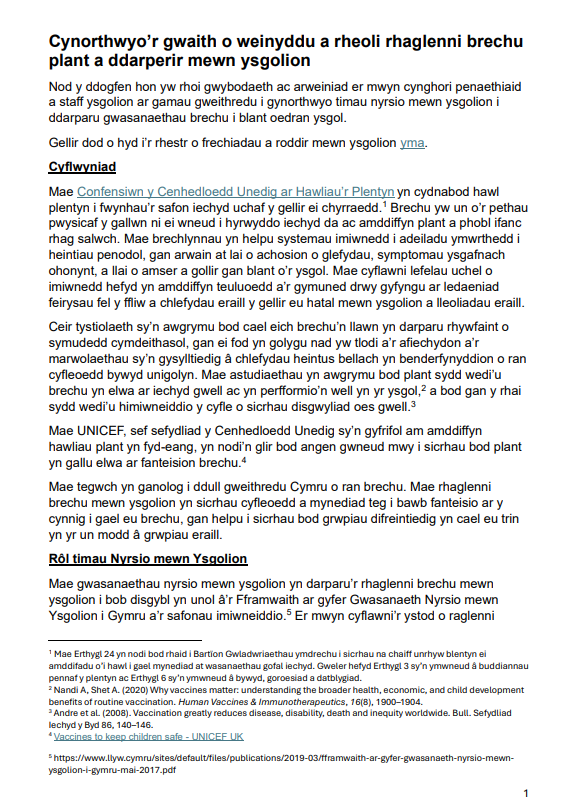 Cynorthwyo’r gwaith o weinyddu a rheoli rhaglenni brechu
plant a ddarperir mewn ysgolion
Nod y ddogfen hon yw rhoi gwybodaeth ac arweiniad er mwyn cynghori penaethiaid
a staff ysgolion ar gamau gweithredu i gynorthwyo timau nyrsio mewn ysgolion i
ddarparu gwasanaethau brechu i blant oedran ysgol.
Gellir dod o hyd i’r rhestr o frechiadau a roddir mewn ysgolion yma.
Cyflwyniad
Mae Confensiwn y Cenhedloedd Unedig ar Hawliau’r Plentyn yn cydnabod hawl
plentyn i fwynhau’r safon iechyd uchaf y gellir ei chyrraedd.¹ Brechu yw un o’r pethau
pwysicaf y gallwn ni ei wneud i hyrwyddo iechyd da ac amddiffyn plant a phobl ifanc
rhag salwch. Mae brechlynnau yn helpu systemau imiwnedd i adeiladu ymwrthedd i
heintiau penodol, gan arwain at lai o achosion o glefydau, symptomau ysgafnach
ohonynt, a llai o amser a gollir gan blant o’r ysgol. Mae cyflawni lefelau uchel o
imiwnedd hefyd yn amddiffyn teuluoedd a’r gymuned drwy gyfyngu ar ledaeniad
feirysau fel y ffliw a chlefydau eraill y gellir eu hatal mewn ysgolion a lleoliadau eraill.
Ceir tystiolaeth sy’n awgrymu bod cael eich brechu’n llawn yn darparu rhywfaint o
symudedd cymdeithasol, gan ei fod yn golygu nad yw tlodi a’r afiechydon a’r
marwolaethau sy’n gysylltiedig â chlefydau heintus bellach yn benderfynyddion o ran
cyfleoedd bywyd unigolyn. Mae astudiaethau yn awgrymu bod plant sydd wedi’u
brechu yn elwa ar iechyd gwell ac yn perfformio’n well yn yr ysgol,² a bod gan y rhai
sydd wedi’u himiwneiddio y cyfle o sicrhau disgwyliad oes gwell.³
Mae UNICEF, sef sefydliad y Cenhedloedd Unedig sy’n gyfrifol am amddiffyn
hawliau plant yn fyd-eang, yn nodi’n glir bod angen gwneud mwy i sicrhau bod plant
yn gallu elwa ar fanteision brechu.⁴
Mae tegwch yn ganolog i ddull gweithredu Cymru o ran brechu. Mae rhaglenni
brechu mewn ysgolion yn sicrhau cyfleoedd a mynediad teg i bawb fanteisio ar y
cynnig i gael eu brechu, gan helpu i sicrhau bod grwpiau difreintiedig yn cael eu trin
yn yr un modd â grwpiau eraill.
Rôl timau Nyrsio mewn Ysgolion
Mae gwasanaethau nyrsio mewn ysgolion yn darparu’r rhaglenni brechu mewn
ysgolion i bob disgybl yn unol â’r Fframwaith ar gyfer Gwasanaeth Nyrsio mewn
Ysgolion i Gymru a’r safonau imiwneiddio.⁵ Er mwyn cyflawni’r ystod o raglenni
¹ Mae Erthygl 24 yn nodi bod rhaid i Bartïon Gwladwriaethau ymdrechu i sicrhau na chaiff unrhyw blentyn ei
amddifadu o’i hawl i gael mynediad at wasanaethau gofal iechyd. Gweler hefyd Erthygl 3 sy’n ymwneud â buddiannau
pennaf y plentyn ac Erthygl 6 sy’n ymwneud â bywyd, goroesiad a datblygiad.
² Nandi A, Shet A. (2020) Why vaccines matter: understanding the broader health, economic, and child development
benefits of routine vaccination. Human Vaccines & Immunotherapeutics, 16(8), 1900–1904.
³ Andre et al. (2008). Vaccination greatly reduces disease, disability, death and inequity worldwide. Bull. Sefydliad
Iechyd y Byd 86, 140–146.
⁴ Vaccines to keep children safe - UNICEF UK
⁵ https://www.llyw.cymru/sites/default/files/publications/2019-03/fframwaith-ar-gyfer-gwasanaeth-nyrsio-mewn-
ysgolion-i-gymru-mai-2017.pdf
1